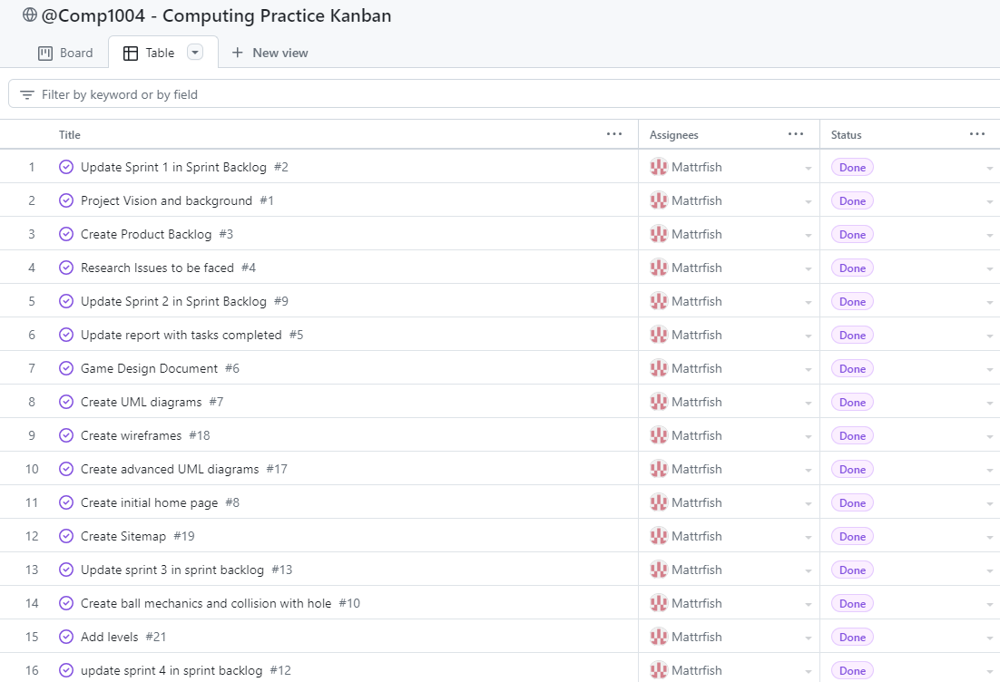 @Comp1004 - Computing Practice Kanban
Board Table New view
Filter by keyword or by field
Title Assignees Status
1 Update Sprint 1 in Sprint Backlog #2 Mattrfish Done
2 Project Vision and background #1 Mattrfish Done
3 Create Product Backlog #3 Mattrfish Done
4 Research Issues to be faced #4 Mattrfish Done
5 Update Sprint 2 in Sprint Backlog #9 Mattrfish Done
6 Update report with tasks completed #5 Mattrfish Done
7 Game Design Document #6 Mattrfish Done
8 Create UML diagrams #7 Mattrfish Done
9 Create wireframes #18 Mattrfish Done
10 Create advanced UML diagrams #17 Mattrfish Done
11 Create initial home page #8 Mattrfish Done
12 Create Sitemap #19 Mattrfish Done
13 Update sprint 3 in sprint backlog #13 Mattrfish Done
14 Create ball mechanics and collision with hole #10 Mattrfish Done
15 Add levels #21 Mattrfish Done
16 update sprint 4 in sprint backlog #12 Mattrfish Done